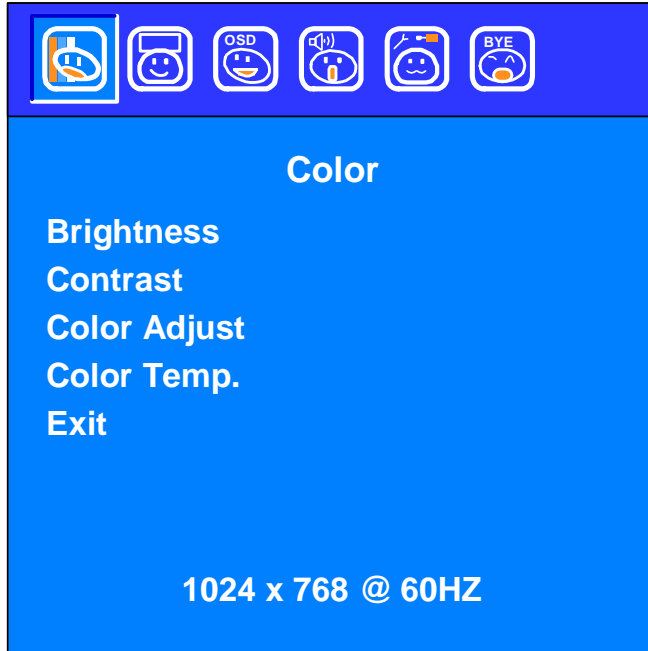 OSD
BYE
Color
Brightness
Contrast
Color Adjust
Color Temp.
Exit
1024 x 768 @ 60HZ